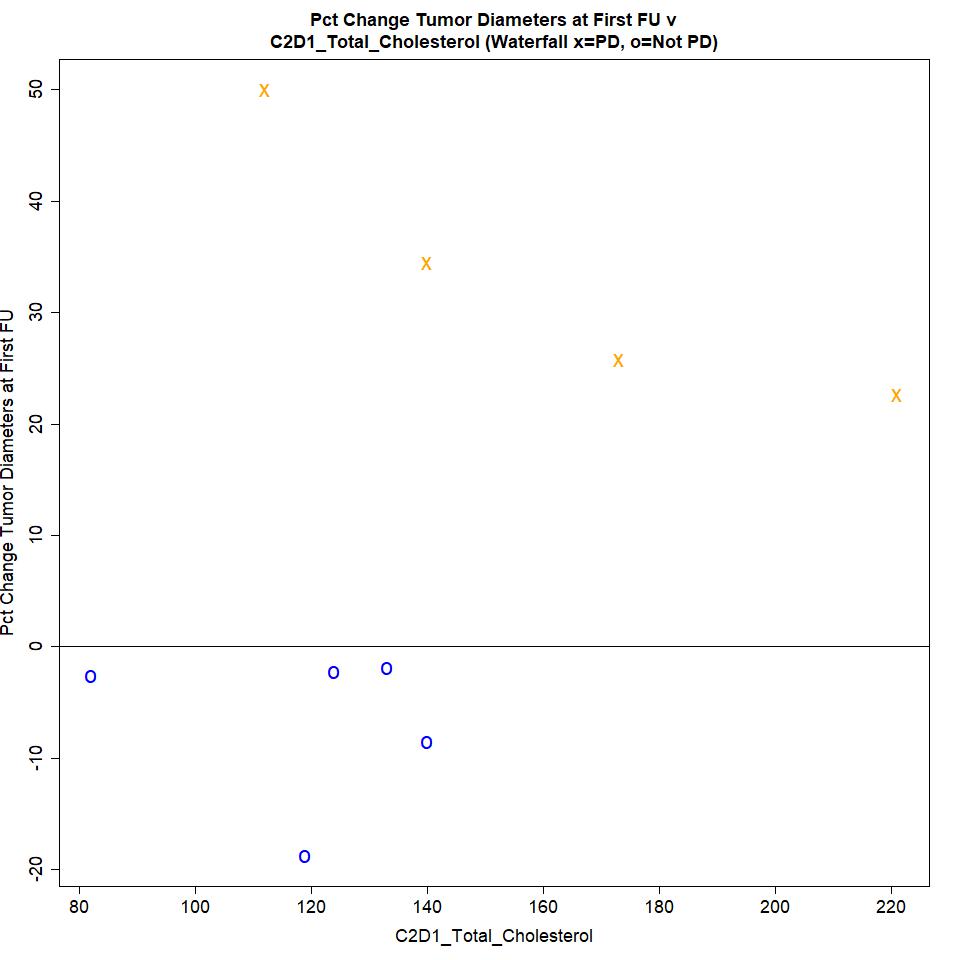 Pct Change Tumor Diameters at First FU v
C2D1_Total_Cholesterol (Waterfall x=PD, o=Not PD)
Pct Change Tumor Diameters at First FU
50
40
30
20
10
0
-10
-20
X
X
X
X
O
O
O
O
O
80 100 120 140 160 180 200 220
C2D1_Total_Cholesterol